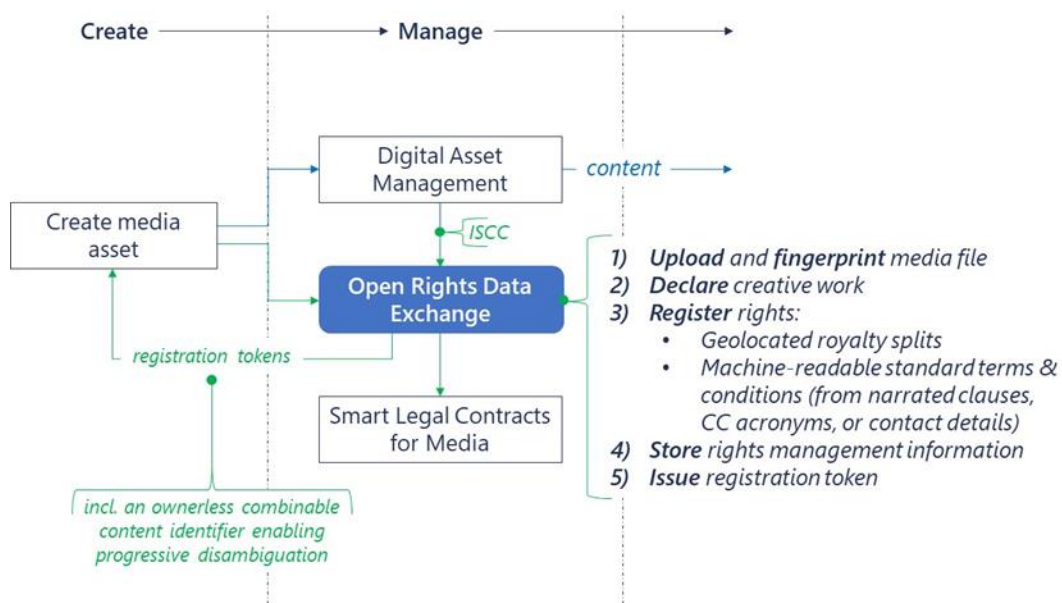 Create
Manage
Digital Asset
Management
content
Create media
asset
ISCC
Open Rights Data
Exchange
registration tokens
Smart Legal Contracts
for Media
incl. an ownerless combinable
content identifier enabling
progressive disambiguation
1) Upload and fingerprint media file
2) Declare creative work
3) Register rights:
• Geolocated royalty splits
• Machine-readable standard terms &
conditions (from narrated clauses,
CC acronyms, or contact details)
4) Store rights management information
5) Issue registration token